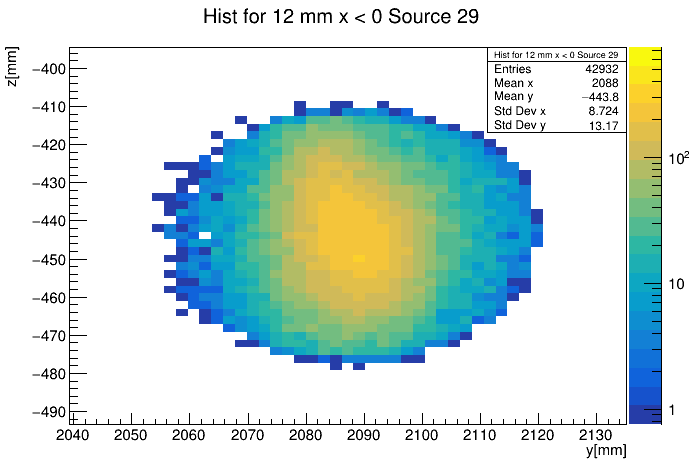 Hist for 12 mm x < 0 Source 29
z[mm]
Hist for 12 mm x < 0 Source 29
Entries 42932
Mean x 2088
Mean y −443.8
Std Dev x 8.724
Std Dev y 13.17
−400
−410
−420
−430
−440
−450
−460
−470
−480
−490
10²
10
1
2040 2050 2060 2070 2080 2090 2100 2110 2120 2130
y[mm]